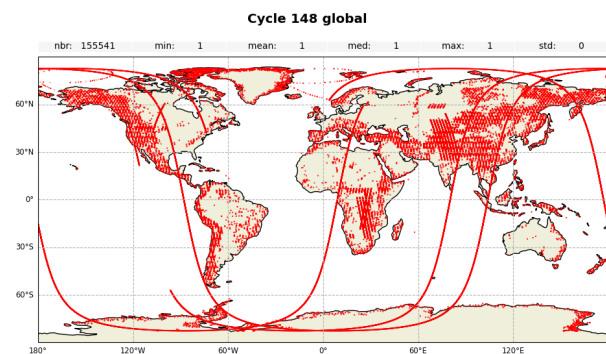 Cycle 148 global
nbr: 155541 min: 1 mean: 1 med: 1 max: 1 std: 0
60°N
30°N
0°
30°S
60°S
180° 120°W 60°W 0° 60°E 120°E